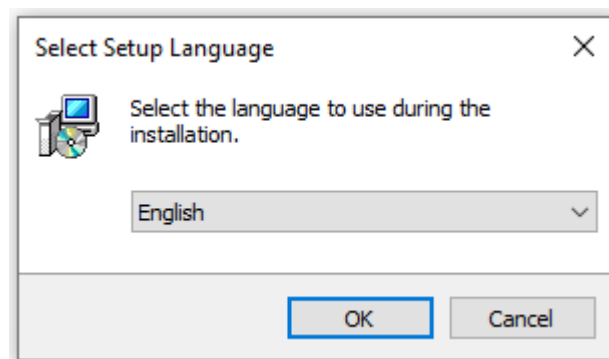 Select Setup Language
Select the language to use during the
installation.
English
OK
Cancel